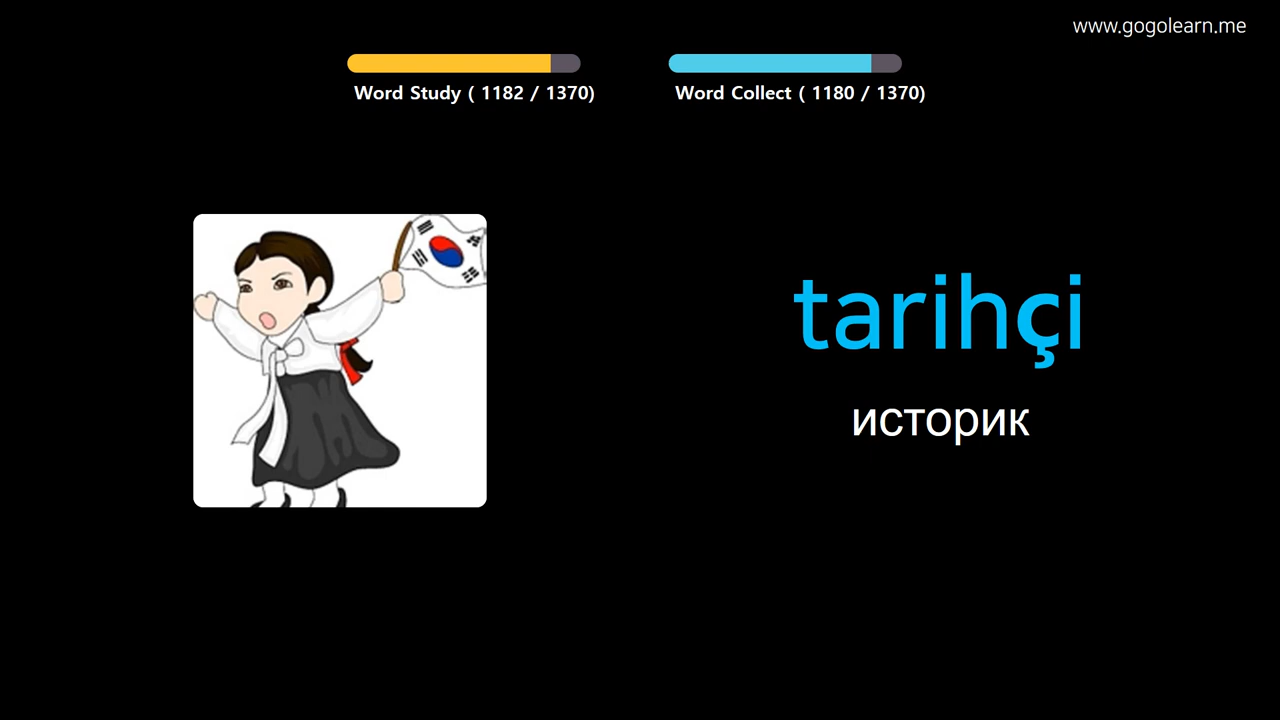 www.gogolearn.me
Word Study ( 1182 / 1370)
Word Collect ( 1180 / 1370)
tarihçi
историк